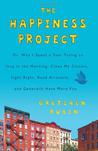 THE
HAPPINESS
PROJECT
Or, Why I Spent a Year Trying to
Sing in the Morning, Clean My Closets,
Fight Right, Read Aristotle, and
Generally Have More Fun
GRETCHEN
RUBIN